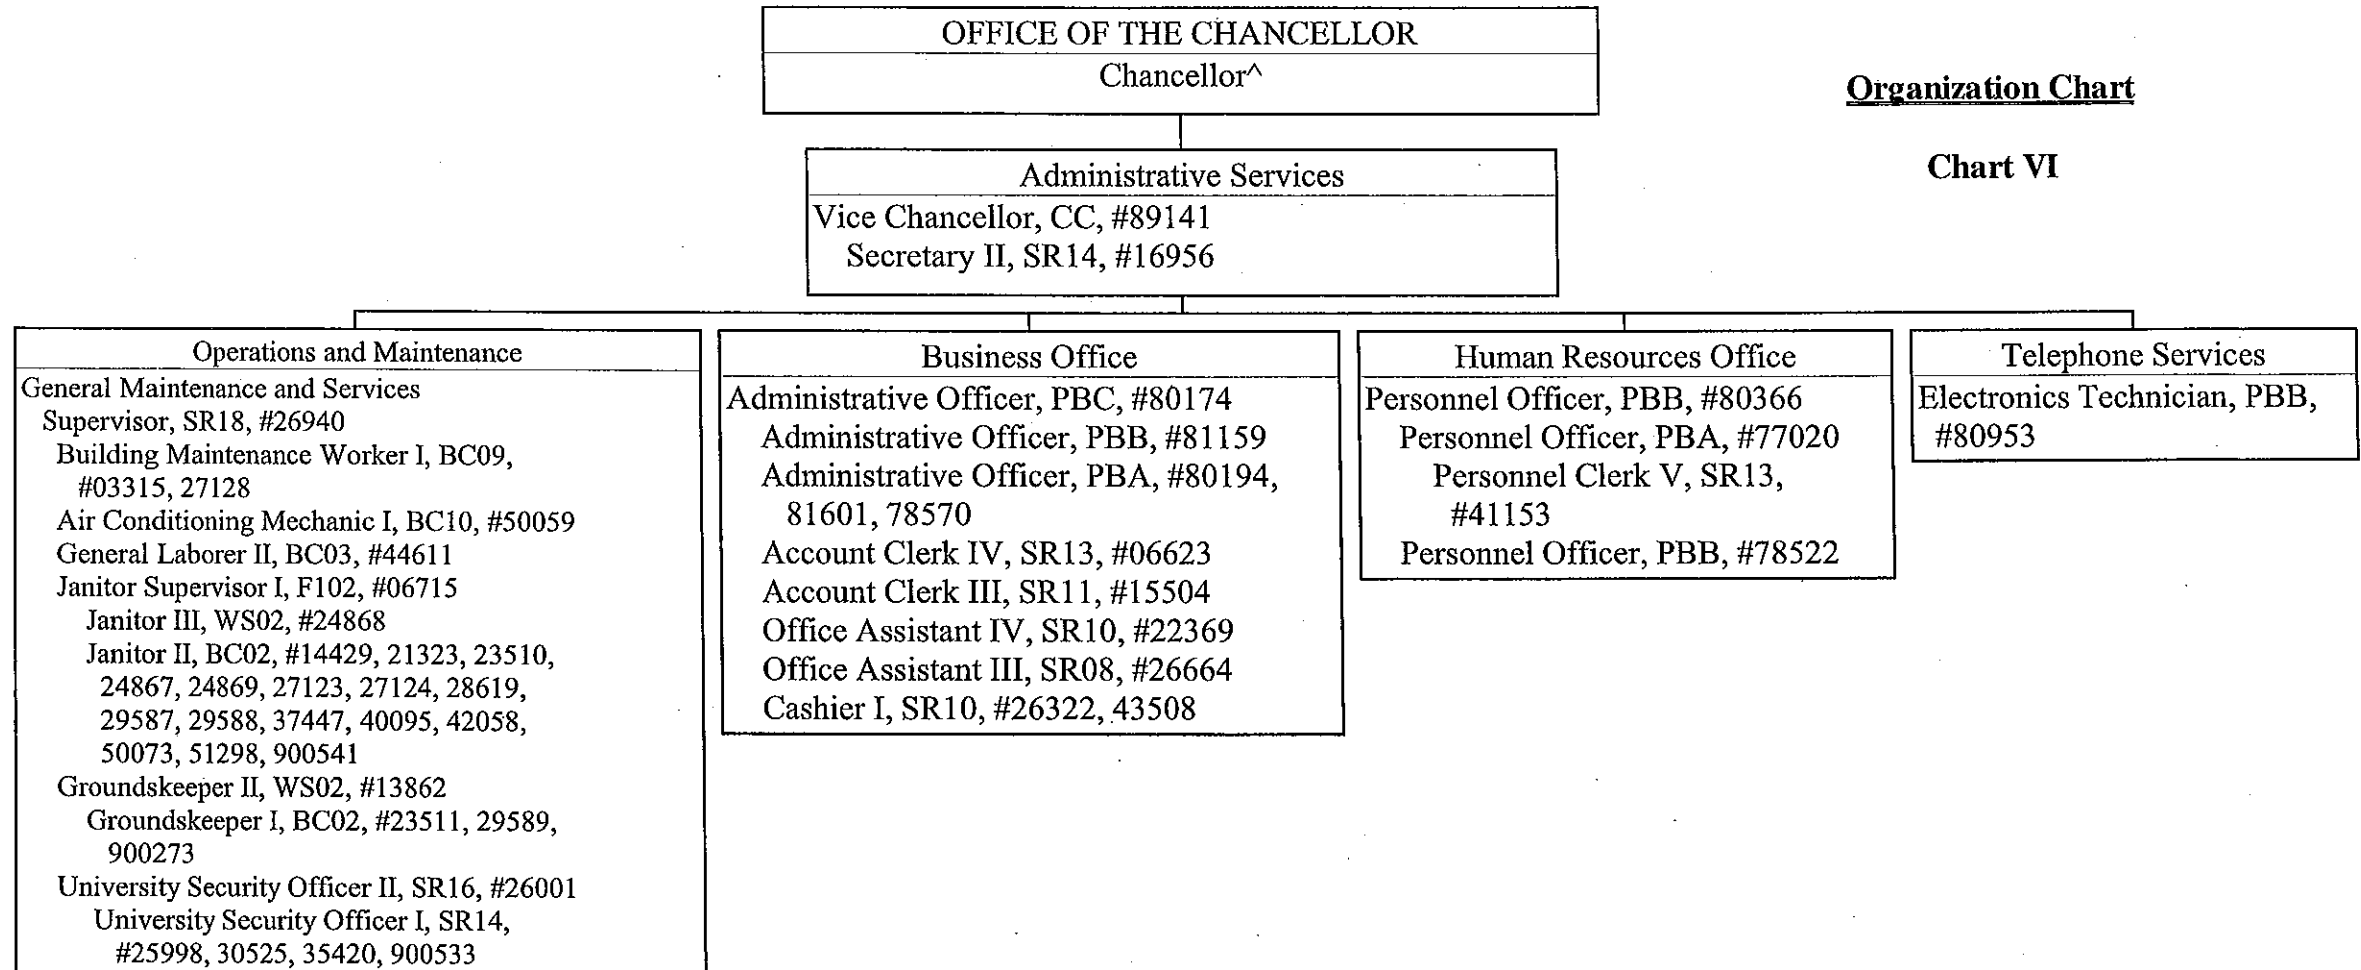 OFFICE OF THE CHANCELLOR
Chancellor^
Organization Chart
Chart VI
Administrative Services
Vice Chancellor, CC, #89141
Secretary II, SR14, #16956
Operations and Maintenance
General Maintenance and Services
Supervisor, SR18, #26940
Building Maintenance Worker I, BC09,
#03315, 27128
Air Conditioning Mechanic I, BC10, #50059
General Laborer II, BC03, #44611
Janitor Supervisor I, F102, #06715
Janitor III, WS02, #24868
Janitor II, BC02, #14429, 21323, 23510,
24867, 24869, 27123, 27124, 28619,
29587, 29588, 37447, 40095, 42058,
50073, 51298, 900541
Groundskeeper II, WS02, #13862
Groundskeeper I, BC02, #23511, 29589,
900273
University Security Officer II, SR16, #26001
University Security Officer I, SR14,
#25998, 30525, 35420, 900533
Business Office
Administrative Officer, PBC, #80174
Administrative Officer, PBB, #81159
Administrative Officer, PBA, #80194,
81601, 78570
Account Clerk IV, SR13, #06623
Account Clerk III, SR11, #15504
Office Assistant IV, SR10, #22369
Office Assistant III, SR08, #26664
Cashier I, SR10, #26322, 43508
Human Resources Office
Personnel Officer, PBB, #80366
Personnel Officer, PBA, #77020
Personnel Clerk V, SR13,
#41153
Personnel Officer, PBB, #78522
Telephone Services
Electronics Technician, PBB,
#80953